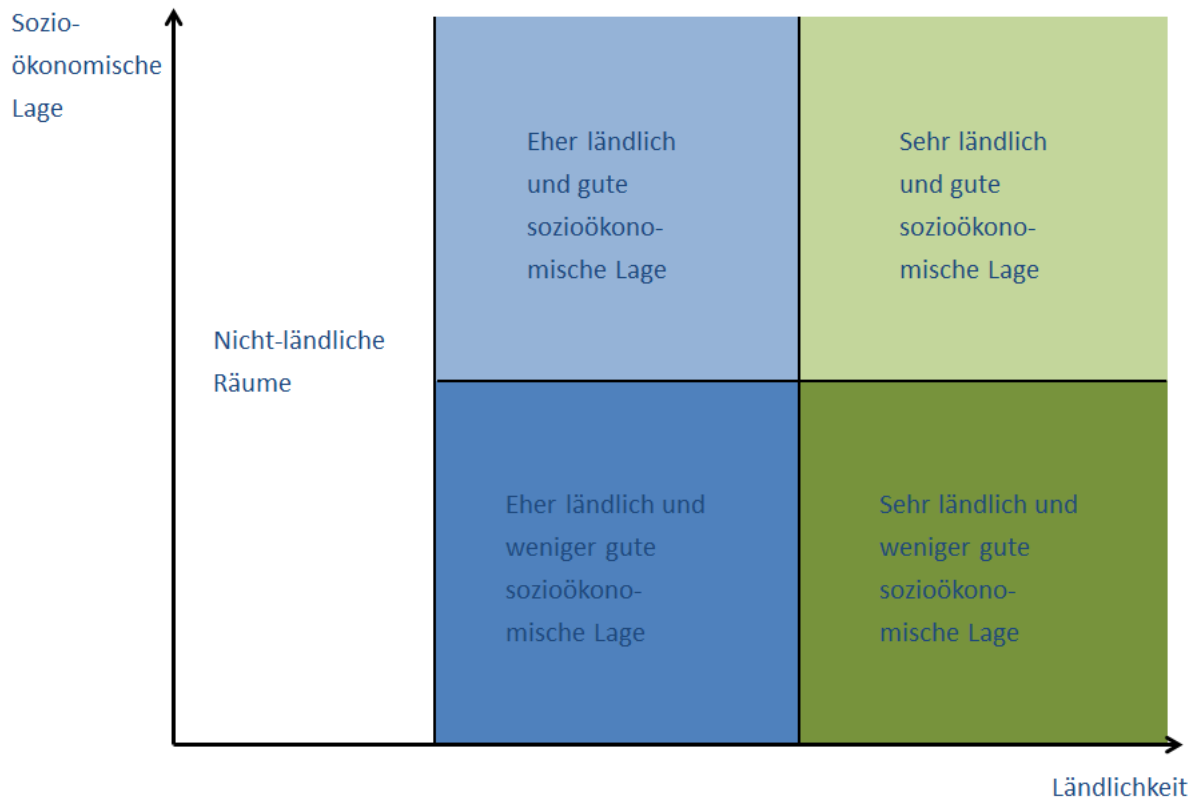 Sozio-
ökonomische
Lage
Eher ländlich
und gute
sozioökono-
mische Lage
Sehr ländlich
und gute
sozioökono-
mische Lage
Nicht-ländliche
Räume
Eher ländlich und
weniger gute
sozioökono-
mische Lage
Sehr ländlich und
weniger gute
sozioökono-
mische Lage
Ländlichkeit